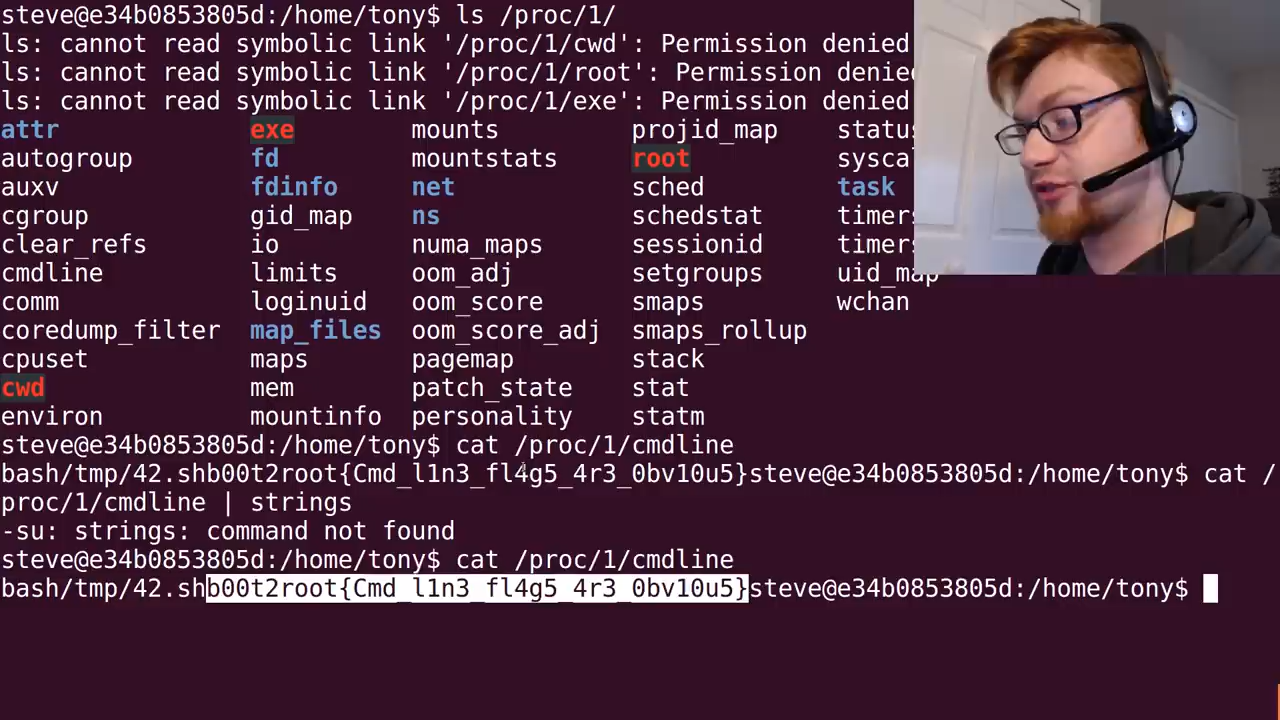 steve@e34b0853805d:/home/tony$ ls /proc/1/
ls: cannot read symbolic link '/proc/1/cwd': Permission denied
ls: cannot read symbolic link '/proc/1/root': Permission denied
ls: cannot read symbolic link '/proc/1/exe': Permission denied
attr exe mounts projid_map status
autogroup fd mountstats root sysca
auxv fdinfo net sched task
cgroup gid_map ns schedstat timers
clear_refs io numa_maps sessionid timers
cmdline limits oom_adj setgroups uid_map
comm loginuid oom_score smaps wchan
coredump_filter map_files oom_score_adj smaps_rollup
cpuset maps pagemap stack
cwd mem patch_state stat
environ mountinfo personality statm
steve@e34b0853805d:/home/tony$ cat /proc/1/cmdline
bash/tmp/42.shb00t2root{Cmd_l1n3_fl4g5_4r3_0bv10u5}steve@e34b0853805d:/home/tony$ cat /
proc/1/cmdline | strings
-su: strings: command not found
steve@e34b0853805d:/home/tony$ cat /proc/1/cmdline
bash/tmp/42.shb00t2root{Cmd_l1n3_fl4g5_4r3_0bv10u5}steve@e34b0853805d:/home/tony$